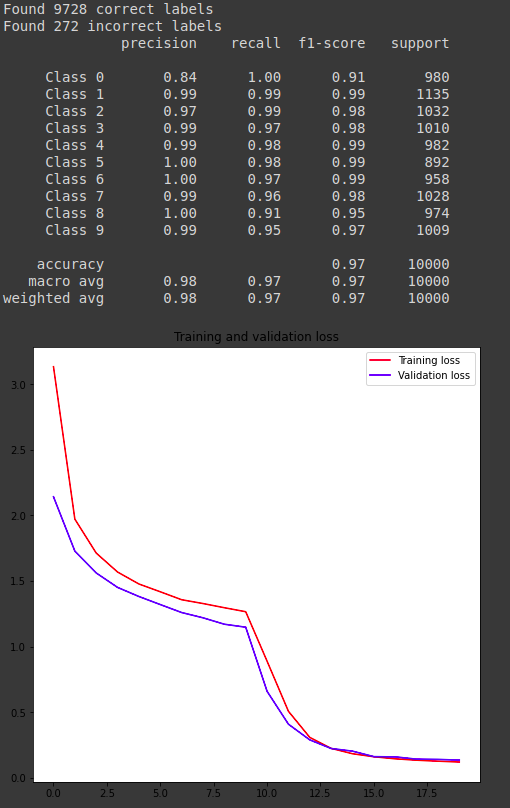 Found 9728 correct labels
Found 272 incorrect labels
precision recall f1-score support
Class 0 0.84 1.00 0.91 980
Class 1 0.99 0.99 0.99 1135
Class 2 0.97 0.99 0.98 1032
Class 3 0.99 0.97 0.98 1010
Class 4 0.99 0.98 0.99 982
Class 5 1.00 0.98 0.99 892
Class 6 1.00 0.97 0.99 958
Class 7 0.99 0.96 0.98 1028
Class 8 1.00 0.91 0.95 974
Class 9 0.99 0.95 0.97 1009
accuracy 0.97 10000
macro avg 0.98 0.97 0.97 10000
weighted avg 0.98 0.97 0.97 10000
Training and validation loss
Training loss
Validation loss
3.0
2.5
2.0
1.5
1.0
0.5
0.0
0.0 2.5 5.0 7.5 10.0 12.5 15.0 17.5